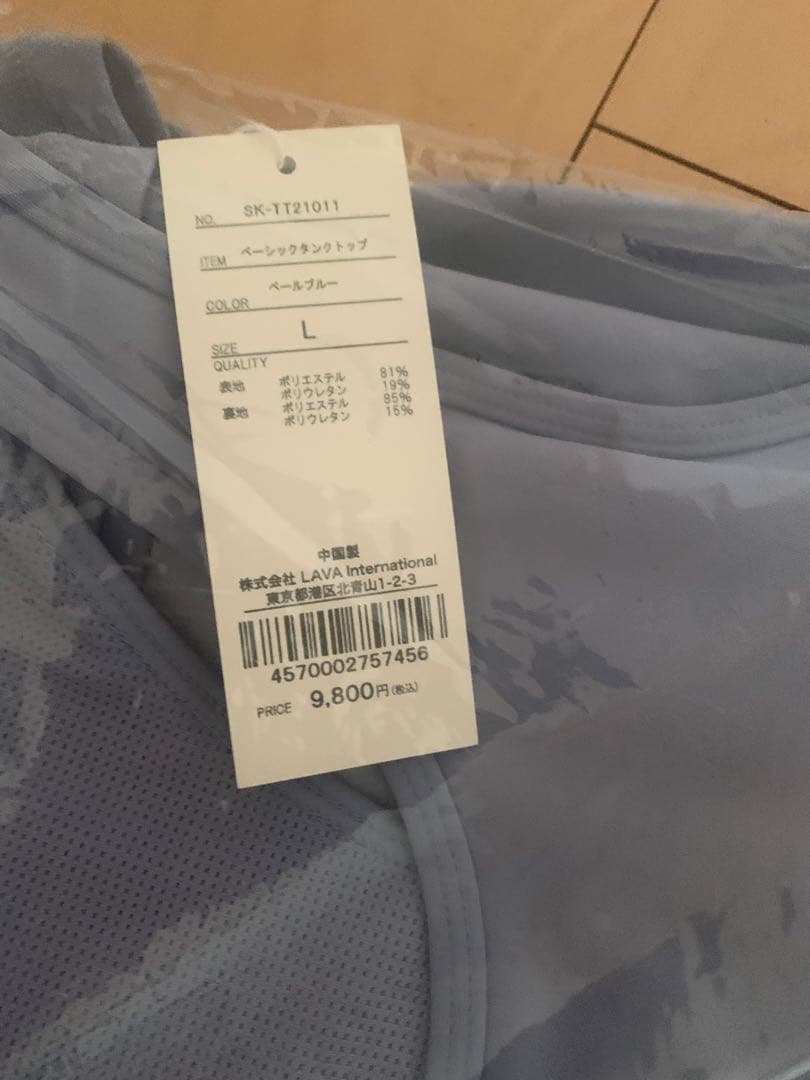 NO. SK-TT21011
ITEM ベーシックタンクトップ
COLOR ペールブルー
SIZE L
QUALITY
表地 ポリエステル 81%
ポリウレタン 19%
裏地 ポリエステル 85%
ポリウレタン 15%
中国製
株式会社 LAVA International
東京都港区北青山1-2-3
4570002757456
PRICE 9,800円(税込)